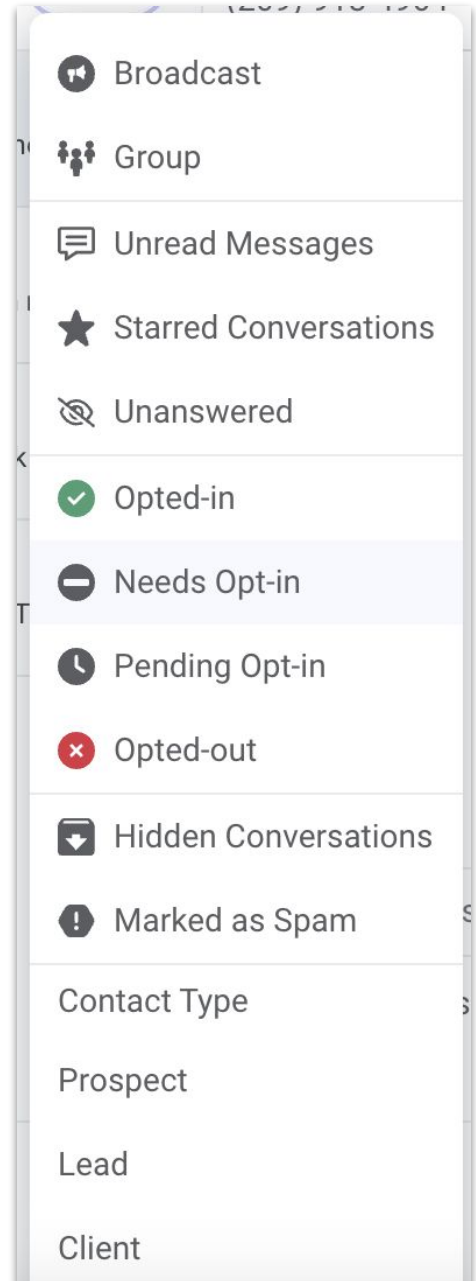 Broadcast
Group
Unread Messages
Starred Conversations
Unanswered
Opted-in
Needs Opt-in
Pending Opt-in
Opted-out
Hidden Conversations
Marked as Spam
Contact Type
Prospect
Lead
Client